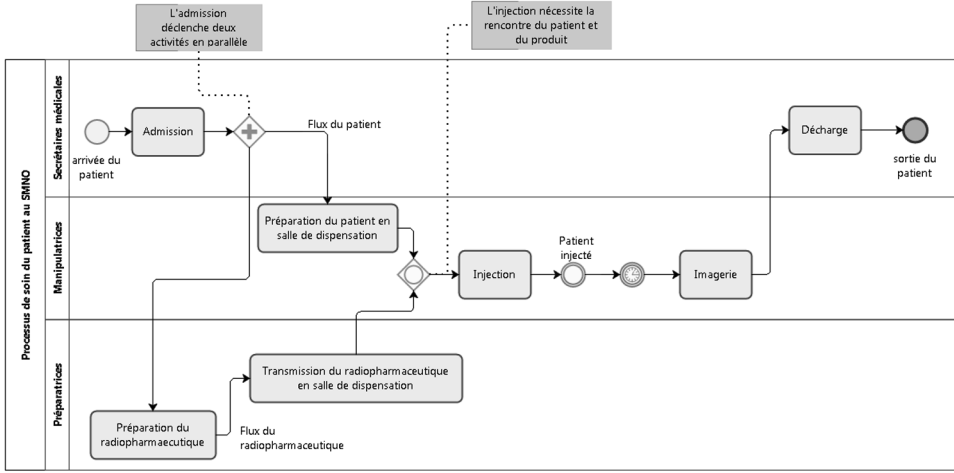 L'admission
déclenche deux
activités en parallèle
L'injection nécessite la
rencontre du patient et
du produit
Processus de soin du patient au SMNO
Secrétaires médicales
Admission
arrivée du
patient
Flux du patient
Décharge
sortie du
patient
Manipulatrices
Préparation du patient en
salle de dispensation
Injection
Patient
injecté
Imagerie
Préparatrices
Transmission du radiopharmaceutique
en salle de dispensation
Préparation du
radiopharmaecutique
Flux du
radiopharmaceutique